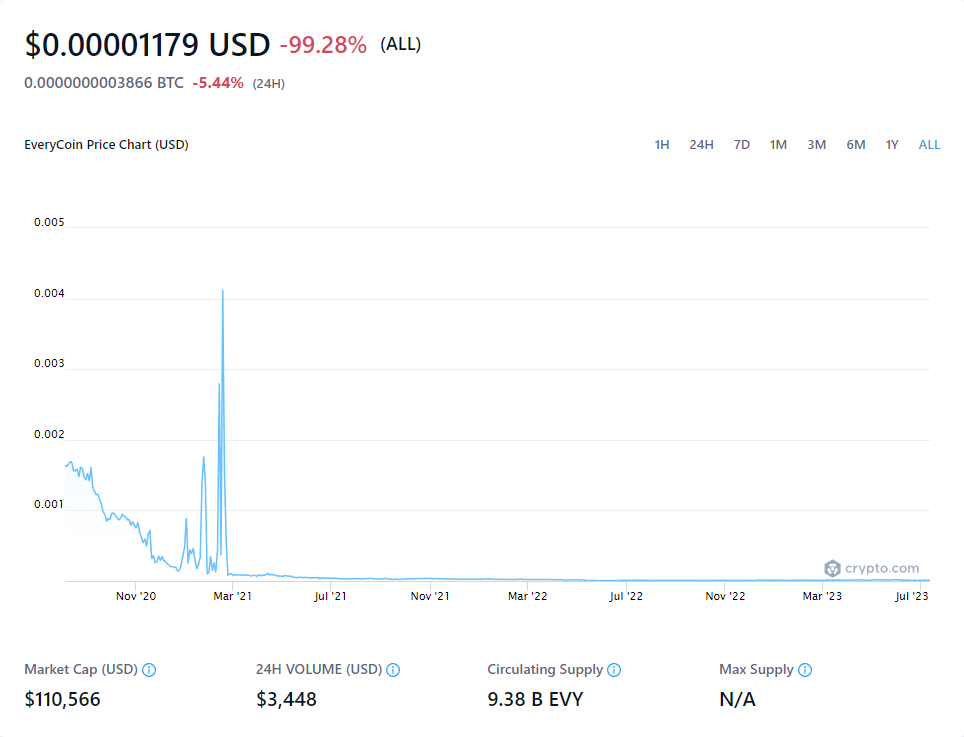 $0.00001179 USD -99.28% (ALL)
0.0000000003866 BTC -5.44% (24H)
EveryCoin Price Chart (USD) 1H 24H 7D 1M 3M 6M 1Y ALL
0.005
0.004
0.003
0.002
0.001
crypto.com
Nov '20 Mar '21 Jul '21 Nov '21 Mar '22 Jul '22 Nov '22 Mar '23 Jul '23
Market Cap (USD) 24H VOLUME (USD) Circulating Supply Max Supply
$110,566 $3,448 9.38 B EVY N/A